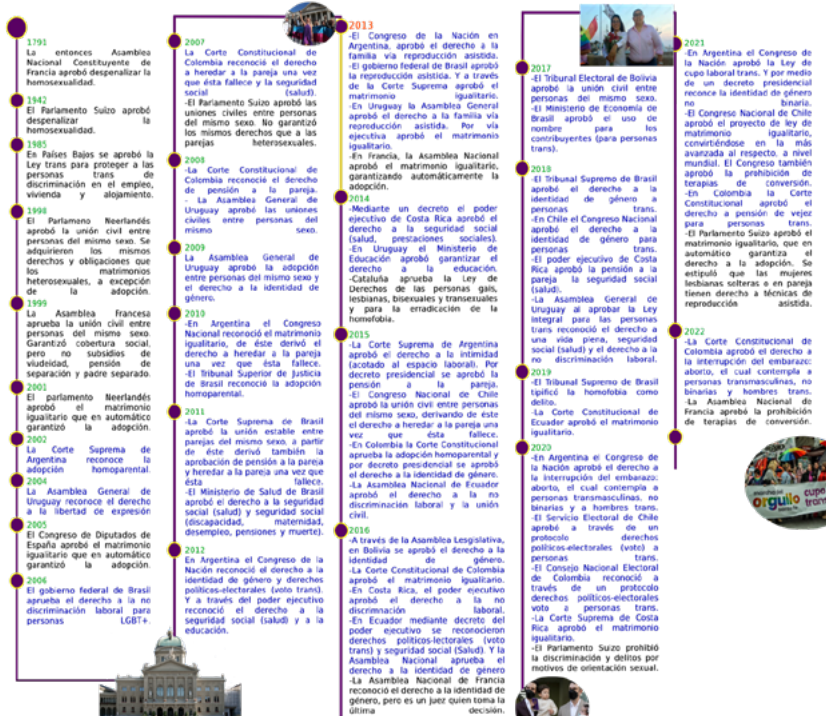 1791
La entonces Asamblea
Nacional Constituyente de
Francia aprobó despenalizar la
homosexualidad.
1942
El Parlamento Suizo aprobó
despenalizar la
homosexualidad.
1985
En Países Bajos se aprobó la
Ley trans para proteger a las
personas trans de
discriminación en el empleo,
vivienda y alojamiento.
1998
El Parlameno Neerlandés
aprobó la unión civil entre
personas del mismo sexo. Se
adquirieron los mismos
derechos y obligaciones que
los matrimonios
heterosexuales, a excepción
de la adopción.
1999
La Asamblea Francesa
aprueba la unión civil entre
personas del mismo sexo.
Garantizó cobertura social,
pero no subsidios de
viudeidad, pensión de
separación y padre separado.
2001
El parlamento Neerlandés
aprobó el matrimonio
igualitario que en automático
garantizó la adopción.
2002
La Corte Suprema de
Argentina reconoce la
adopción homoparental.
2004
La Asamblea General de
Uruguay reconoce el derecho
a la libertad de expresión
2005
El Congreso de Diputados de
España aprobó el matrimonio
igualitario que en automático
garantizó la adopción.
2006
El gobierno federal de Brasil
aprueba el derecho a la no
discriminación laboral para
personas LGBT+.
2007
La Corte Constitucional de
Colombia reconoció el derecho
a heredar a la pareja una vez
que ésta fallece y la seguridad
social (salud).
-El Parlamento Suizo aprobó las
uniones civiles entre personas
del mismo sexo. No garantizó
los mismos derechos que a las
parejas heterosexuales.
2008
-La Corte Constitucional de
Colombia reconoció el derecho
de pensión a la pareja.
- La Asamblea General de
Uruguay aprobó las uniones
civiles entre personas del
mismo sexo.
2009
La Asamblea General de
Uruguay aprobó la adopción
entre personas del mismo sexo y
el derecho a la identidad de
género.
2010
-En Argentina el Congreso
Nacional reconoció el matrimonio
igualitario, de éste derivó el
derecho a heredar a la pareja
una vez que ésta fallece.
-El Tribunal Superior de Justicia
de Brasil reconoció la adopción
homoparental.
2011
-La Corte Suprema de Brasil
aprobó la unión estable entre
parejas del mismo sexo, a partir
de éste derivó también la
aprobación de pensión a la pareja
y heredar a la pareja una vez que
ésta fallece.
-El Ministerio de Salud de Brasil
aprobó el derecho a la seguridad
social (salud) y seguridad social
(discapacidad, maternidad,
desempleo, pensiones y muerte).
2012
En Argentina el Congreso de la
Nación reconoció el derecho a la
identidad de género y derechos
políticos-electorales (voto trans).
Y a través del poder ejecutivo
reconoció el derecho a la
seguridad social (salud) y a la
educación.
2013
-El Congreso de la Nación en
Argentina, aprobó el derecho a la
familia vía reproducción asistida.
-El gobierno federal de Brasil aprobó
la reproducción asistida. Y a través
de la Corte Suprema aprobó el
matrimonio igualitario.
-En Uruguay la Asamblea General
aprobó el derecho a la familia vía
reproducción asistida. Por vía
ejecutiva aprobó el matrimonio
igualitario.
-En Francia, la Asamblea Nacional
aprobó el matrimonio igualitario,
garantizando automáticamente la
adopción.
2014
-Mediante un decreto el poder
ejecutivo de Costa Rica aprobó el
derecho a la seguridad social
(salud, prestaciones sociales).
-En Uruguay el Ministerio de
Educación aprobó garantizar el
derecho a la educación.
-Cataluña aprueba la Ley de
Derechos de las personas gais,
lesbianas, bisexuales y transexuales
y para la erradicación de la
homofobia.
2015
-La Corte Suprema de Argentina
aprobó el derecho a la intimidad
(acotado al espacio laboral). Por
decreto presidencial se aprobó la
pensión a la pareja.
-El Congreso Nacional de Chile
aprobó la unión civil entre personas
del mismo sexo, derivando de éste
el derecho a heredar a la pareja una
vez que ésta fallece.
-En Colombia la Corte Constitucional
aprobó la adopción homoparental y
por decreto presidencial se aprobó
el derecho a la identidad de género.
-La Asamblea Nacional de Ecuador
aprobó el derecho a la no
discriminación laboral y la unión
civil.
2016
-A través de la Asamblea Lesgislativa,
en Bolivia se aprobó el derecho a la
identidad de género.
-La Corte Constitucional de Colombia
aprobó el matrimonio igualitario.
-En Costa Rica, el poder ejecutivo
aprobó el derecho a la no
discrimnación laboral.
-En Ecuador mediante decreto del
poder ejecutivo se reconocieron
derechos políticos-lectorales (voto
trans) y seguridad social (Salud). Y la
Asamblea Nacional aprueba el
derecho a la identidad de género
-La Asamblea Nacional de Francia
reconoció el derecho a la identidad de
género, pero es un juez quien toma la
última decisión.
2017
-El Tribunal Electoral de Bolivia
aprobó la unión civil entre
personas del mismo sexo.
-El Ministerio de Economía de
Brasil aprobó el uso de
nombre para los
contribuyentes (para personas
trans).
2018
-El Tribunal Supremo de Brasil
aprobó el derecho a la
identidad de género a
personas trans.
-En Chile el Congreso Nacional
aprobó el derecho a la
identidad de género para
personas trans.
-El poder ejecutivo de Costa
Rica aprobó la pensión a la
pareja la seguridad social
(salud).
-La Asamblea General de
Uruguay al aprobar la Ley
integral para las personas
trans reconoció el derecho a
una vida plena, seguridad
social (salud) y el derecho a la
no discriminación laboral.
2019
-El Tribunal Supremo de Brasil
tipificó la homofobia como
delito.
-La Corte Constitucional de
Ecuador aprobó el matrimonio
igualitario.
2020
-En Argentina el Congreso de
la Nación aprobó el derecho a
la interrupción del embarazo:
aborto, el cual contempla a
personas transmasculinas, no
binarias y a hombres trans.
-El Servicio Electoral de Chile
aprobó a través de un
protocolo derechos
políticos-electorales (voto) a
personas trans.
-El Consejo Nacional Electoral
de Colombia reconoció a
través de un protocolo
derechos políticos-electorales
voto a personas trans.
-La Corte Suprema de Costa
Rica aprobó el matrimonio
igualitario.
-El Parlamento Suizo prohibió
la discriminación y delitos por
motivos de orientación sexual.
2021
-En Argentina el Congreso de
la Nación aprobó la Ley de
cupo laboral trans. Y por medio
de un decreto presidencial
reconce la identidad de género
no binaria.
-El Congreso Nacional de Chile
aprobó el proyecto de ley de
matrimonio igualitario,
convirtiéndose en la más
avanzada al respecto, a nivel
mundial. El Congreso también
aprobó la prohibición de
terapias de conversión.
-En Colombia la Corte
Constitucional aprobó el
derecho a pensión de vejez
para personas trans.
-El Parlamento Suizo aprobó el
matrimonio igualitario, que en
automático garantiza el
derecho a la adopción. Se
estipuló que las mujeres
lesbianas solteras o en pareja
tienen derecho a técnicas de
reproducción asistida.
2022
-La Corte Constitucional de
Colombia aprobó el derecho a
la interrupción del embarazo:
aborto, el cual contempla a
personas transmasculinas, no
binarias y hombres trans.
-La Asamblea Nacional de
Francia aprobó la prohibición
de terapias de conversión.
orgullo
cupo
trans